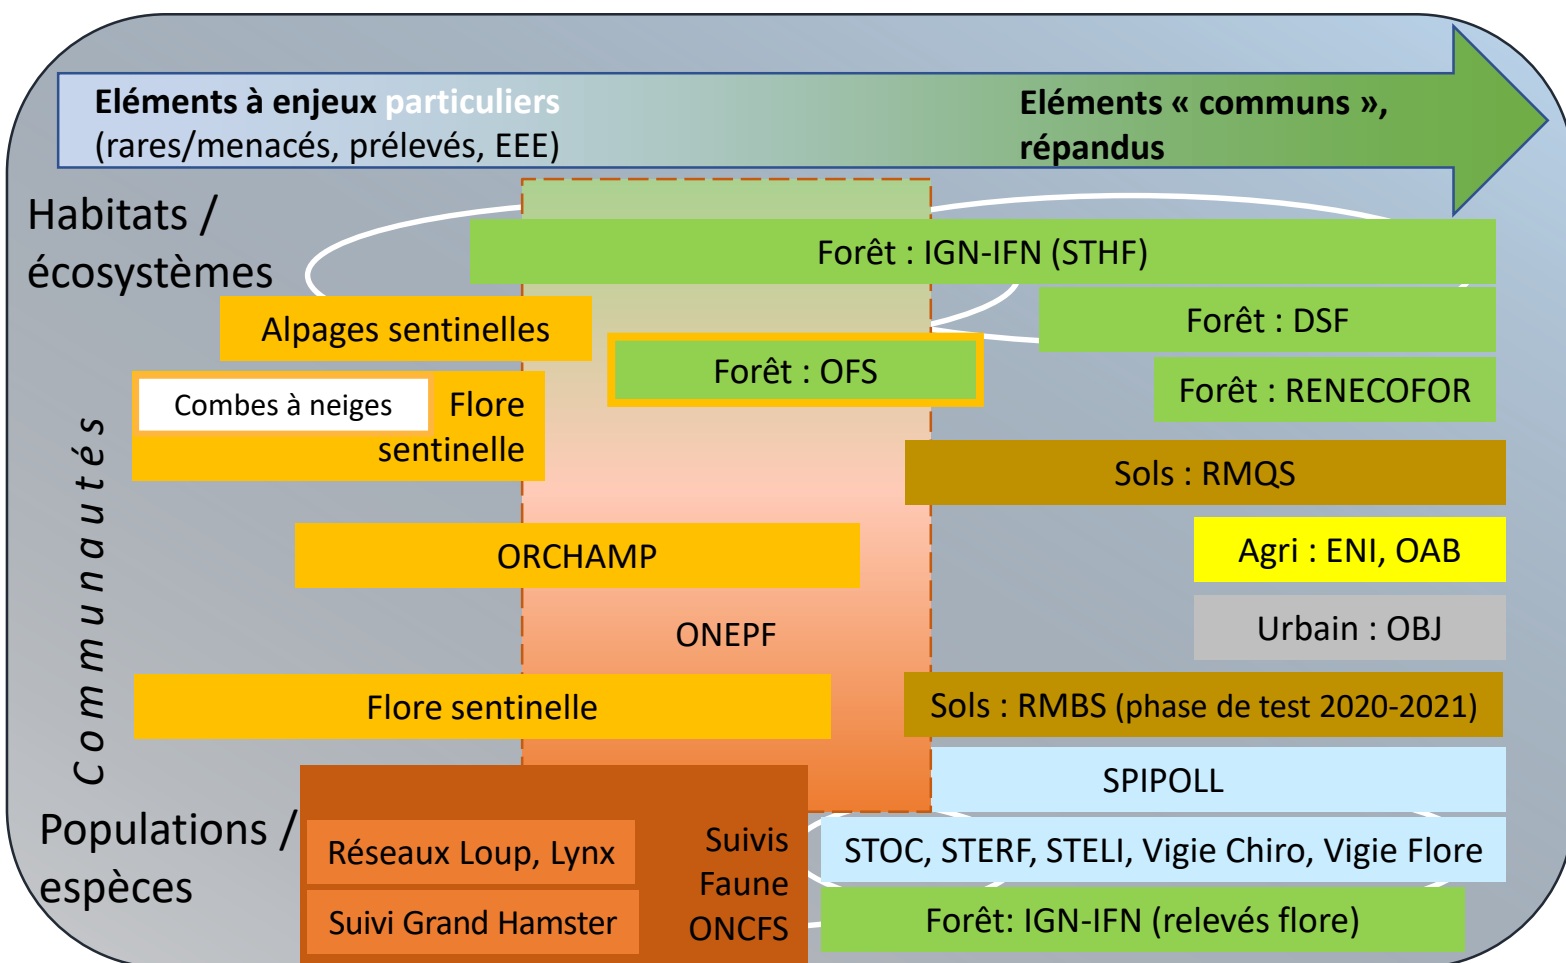 Eléments à enjeux particuliers
(rares/menacés, prélevés, EEE)
Eléments « communs »,
répandus
Habitats /
écosystèmes
Forêt : IGN-IFN (STHF)
Alpages sentinelles
Forêt : DSF
Forêt : OFS
Forêt : RENECOFOR
Combes à neiges
Flore
sentinelle
Communautés
Sols : RMQS
ORCHAMP
Agri : ENI, OAB
ONEPF
Urbain : OBJ
Flore sentinelle
Sols : RMBS (phase de test 2020-2021)
SPIPOLL
Populations /
espèces
Réseaux Loup, Lynx
Suivi Grand Hamster
Suivis
Faune
ONCFS
STOC, STERF, STELI, Vigie Chiro, Vigie Flore
Forêt: IGN-IFN (relevés flore)